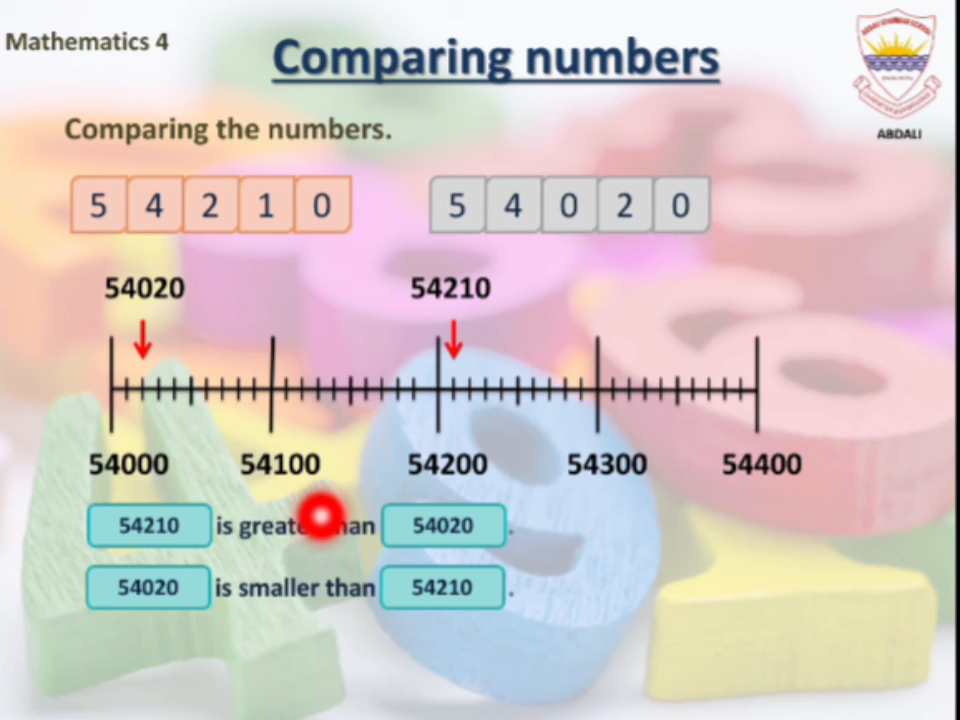 Mathematics 4
Comparing numbers
ABDALI
Comparing the numbers.
5 4 2 1 0 5 4 0 2 0
54020 54210
54000 54100 54200 54300 54400
54210 is than 54020 .
54020 is smaller than 54210 .